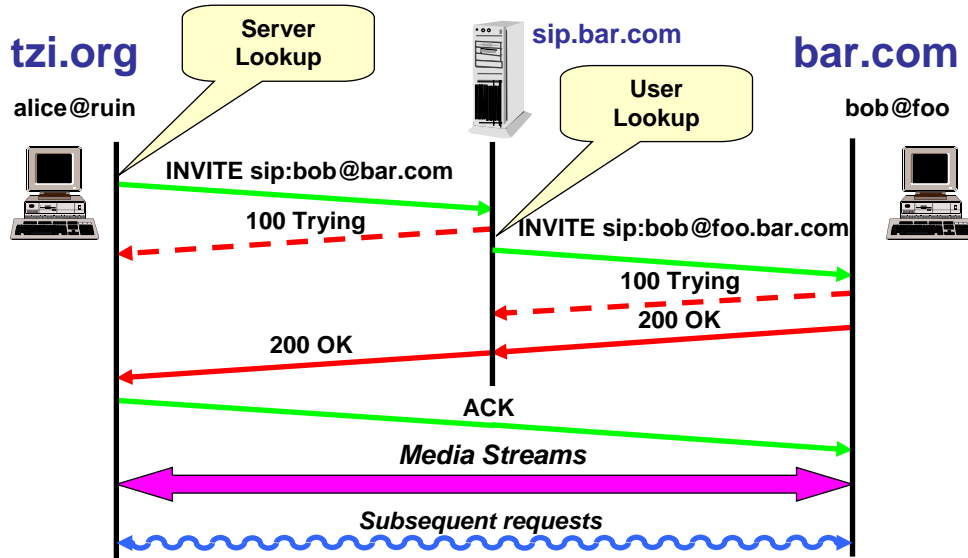 Server
Lookup
sip.bar.com
tzi.org
bar.com
alice@ruin
User
Lookup
bob@foo
INVITE sip:bob@bar.com
100 Trying
INVITE sip:bob@foo.bar.com
100 Trying
200 OK
200 OK
ACK
Media Streams
Subsequent requests